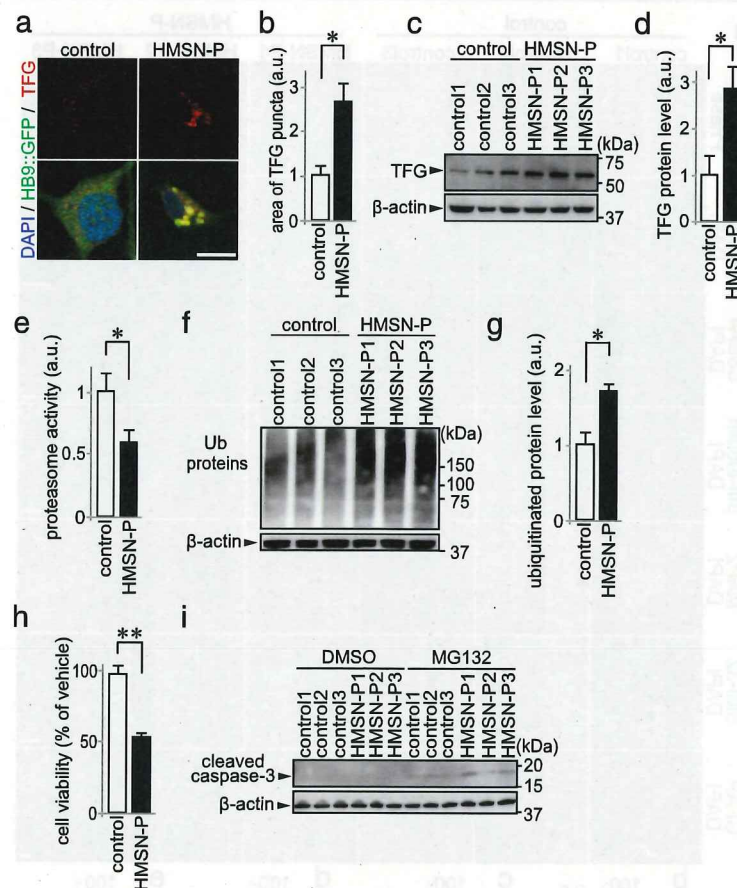 a
control HMSN-P
DAPI / HB9::GFP / TFG
b
*
area of TFG puncta (a.u.)
3
2
1
0
control
HMSN-P
c
control HMSN-P
control1
control2
control3
HMSN-P1
HMSN-P2
HMSN-P3
(kDa)
TFG
75
50
β-actin
37
d
*
TFG protein level (a.u.)
3
2
1
0
control
HMSN-P
e
*
proteasome activity (a.u.)
1
0.5
0
control
HMSN-P
f
control HMSN-P
control1
control2
control3
HMSN-P1
HMSN-P2
HMSN-P3
(kDa)
Ub
proteins
150
100
75
β-actin
37
g
*
ubiquitinated protein level (a.u.)
2
1
0
control
HMSN-P
h
**
cell viability (% of vehicle)
100
50
0
control
HMSN-P
i
DMSO MG132
control1
control2
control3
HMSN-P1
HMSN-P2
HMSN-P3
control1
control2
control3
HMSN-P1
HMSN-P2
HMSN-P3
(kDa)
cleaved
caspase-3
20
15
β-actin
37